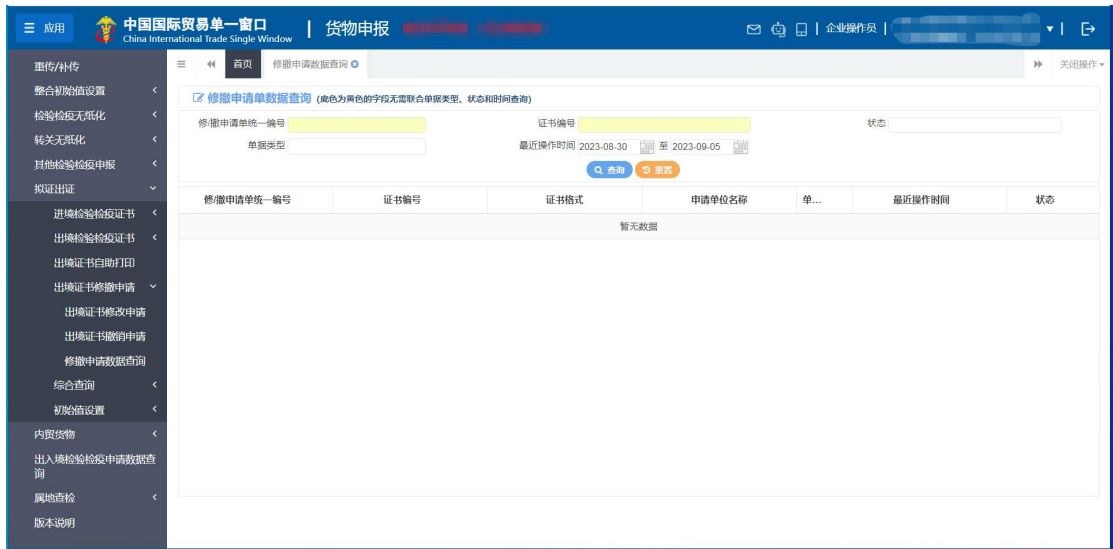 应用
中国国际贸易单一窗口
China International Trade Single Window
货物申报
企业操作员
重传/补传
整合初始值设置
检验检疫无纸化
转关无纸化
其他检验检疫申报
拟证出证
进境检验检疫证书
出境检验检疫证书
出境证书自助打印
出境证书修撤申请
出境证书修改申请
出境证书撤销申请
修撤申请数据查询
综合查询
初始值设置
内贸货物
出入境检验检疫申请数据查
询
属地查检
版本说明
首页 修撤申请数据查询 关闭操作
修撤申请单数据查询 (底色为黄色的字段无需联合单据类型、状态和时间查询)
修/撤申请单统一编号 证书编号 状态
单据类型 最近操作时间 2023-08-30 至 2023-09-05
查询 重置
修/撤申请单统一编号 证书编号 证书格式 申请单位名称 单... 最近操作时间 状态
暂无数据